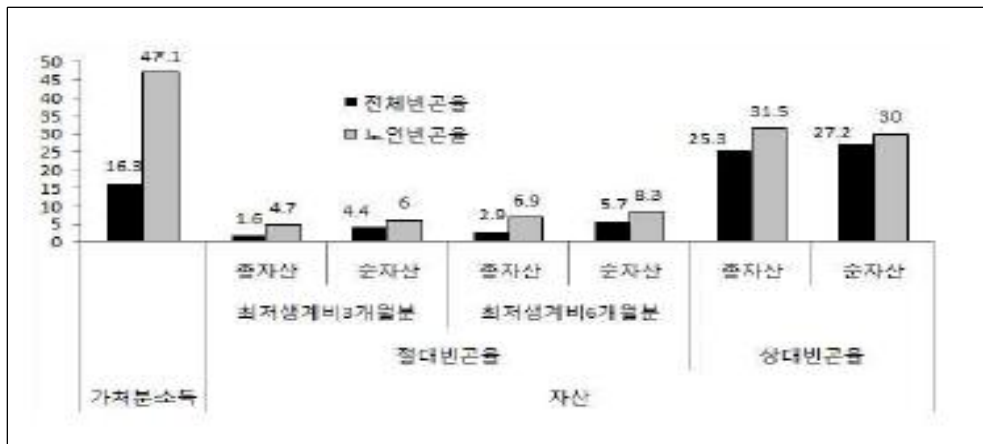 50
45
40
35
30
25
20
15
10
5
0
전체빈곤율
노인빈곤율
16.3 47.1 1.6 4.7 4.4 6 2.9 6.9 5.7 8.3 25.3 31.5 27.2 30
총자산 순자산 총자산 순자산 총자산 순자산
최저생계비3개월분 최저생계비6개월분
절대빈곤율 상대빈곤율
가처분소득 자산